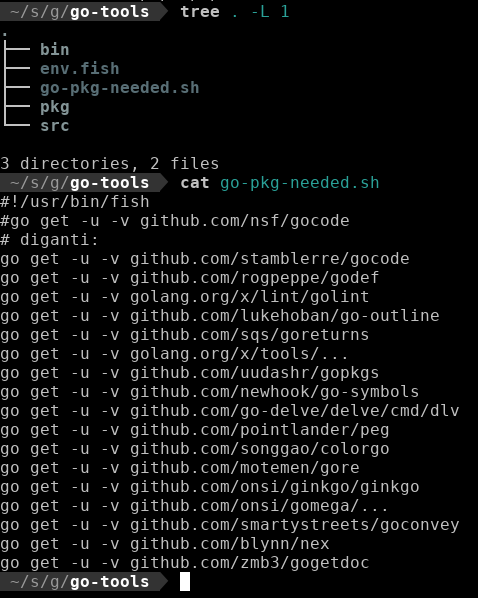 ~/s/g/go-tools tree . -L 1
.
├── bin
├── env.fish
├── go-pkg-needed.sh
├── pkg
└── src
3 directories, 2 files
~/s/g/go-tools cat go-pkg-needed.sh
#!/usr/bin/fish
#go get -u -v github.com/nsf/gocode
# diganti:
go get -u -v github.com/stamblerre/gocode
go get -u -v github.com/rogpeppe/godef
go get -u -v golang.org/x/lint/golint
go get -u -v github.com/lukehoban/go-outline
go get -u -v github.com/sqs/goreturns
go get -u -v golang.org/x/tools/...
go get -u -v github.com/uudashr/gopkgs
go get -u -v github.com/newhook/go-symbols
go get -u -v github.com/go-delve/delve/cmd/dlv
go get -u -v github.com/pointlander/peg
go get -u -v github.com/songgao/colorgo
go get -u -v github.com/motemen/gore
go get -u -v github.com/onsi/ginkgo/ginkgo
go get -u -v github.com/onsi/gomega/...
go get -u -v github.com/smartystreets/goconvey
go get -u -v github.com/blynn/nex
go get -u -v github.com/zmb3/gogetdoc
~/s/g/go-tools